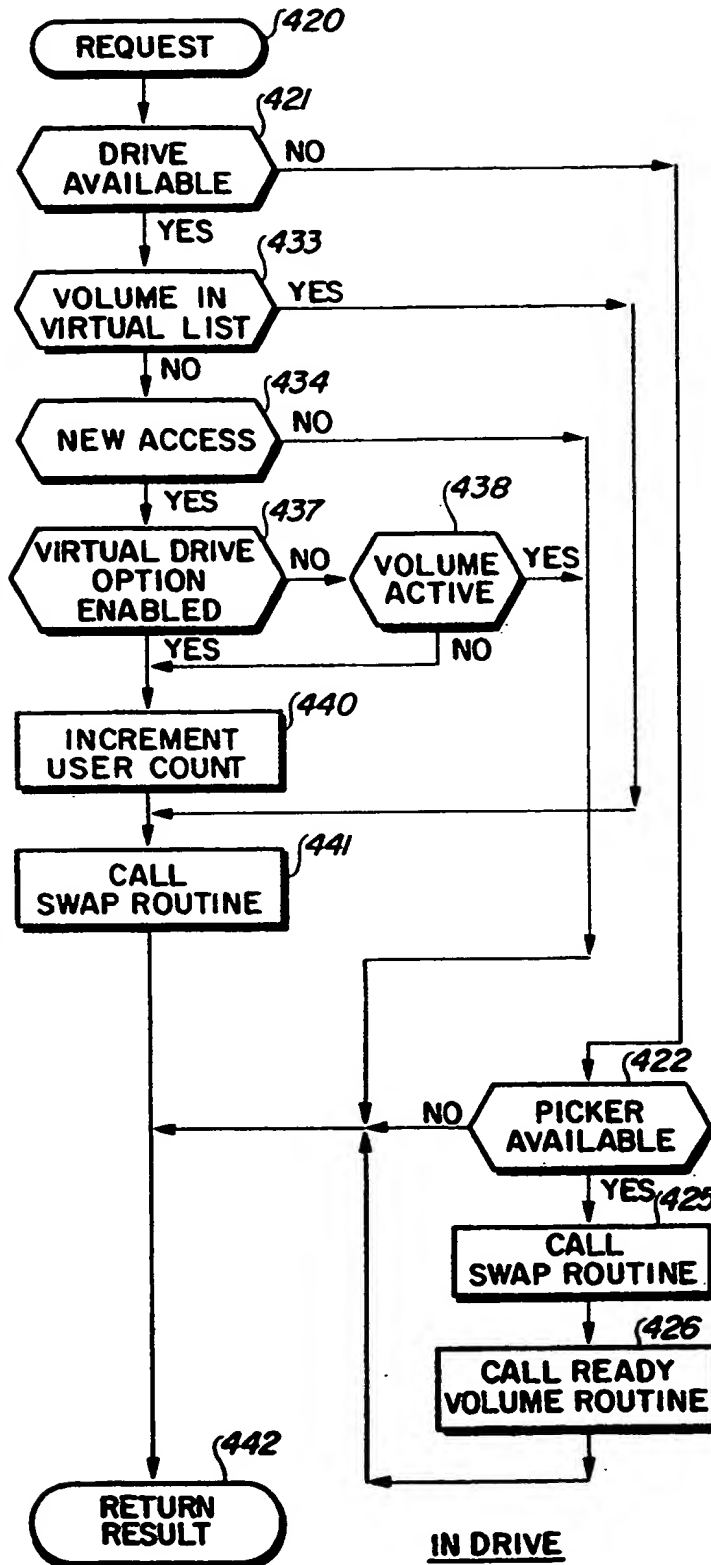 420
REQUEST
421
DRIVE
AVAILABLE
NO
YES
433
VOLUME IN
VIRTUAL LIST
YES
NO
434
NEW ACCESS
NO
YES
437
VIRTUAL DRIVE
OPTION
ENABLED
NO
438
VOLUME
ACTIVE
YES
YES
NO
440
INCREMENT
USER COUNT
441
CALL
SWAP ROUTINE
422
NO
PICKER
AVAILABLE
YES
425
CALL
SWAP ROUTINE
426
CALL READY
VOLUME ROUTINE
442
RETURN
RESULT
IN DRIVE